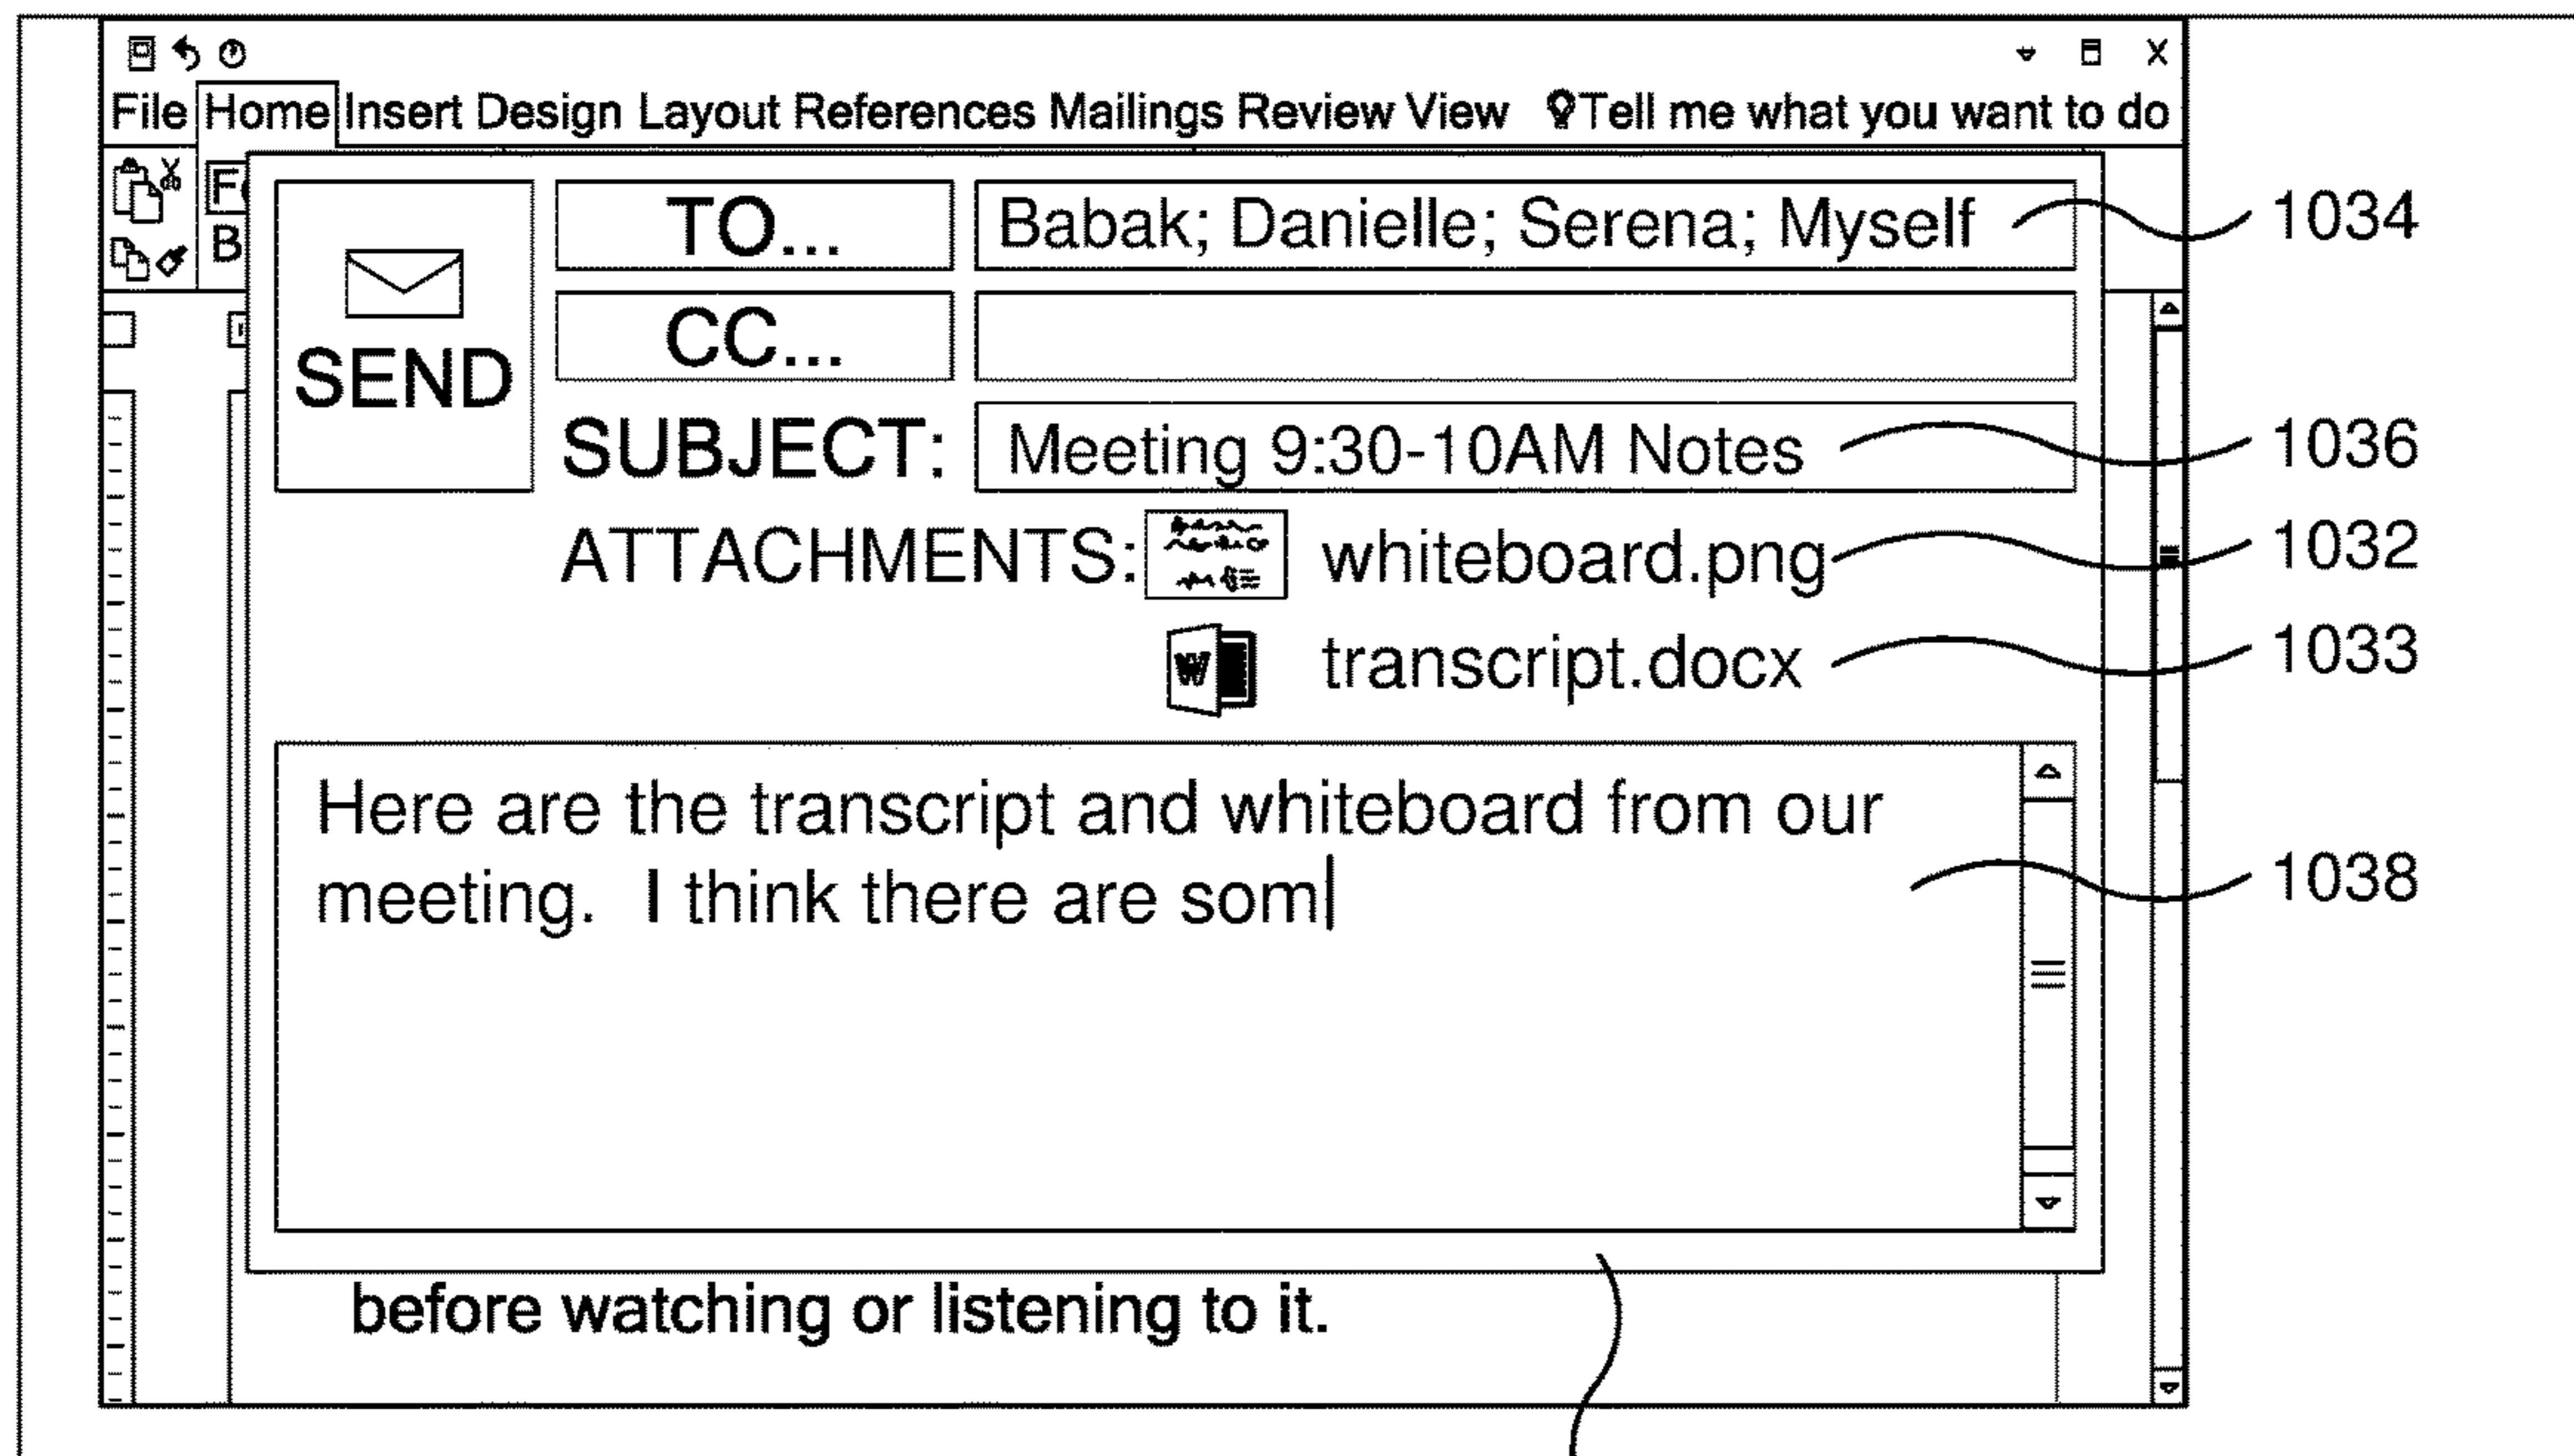 File Home Insert Design Layout References Mailings Review View Tell me what you want to do
B
TO... Babak; Danielle; Serena; Myself 1034
CC...
SEND
SUBJECT: Meeting 9:30-10AM Notes 1036
ATTACHMENTS: whiteboard.png 1032
W transcript.docx 1033
Here are the transcript and whiteboard from our
meeting. I think there are som 1038
before watching or listening to it.